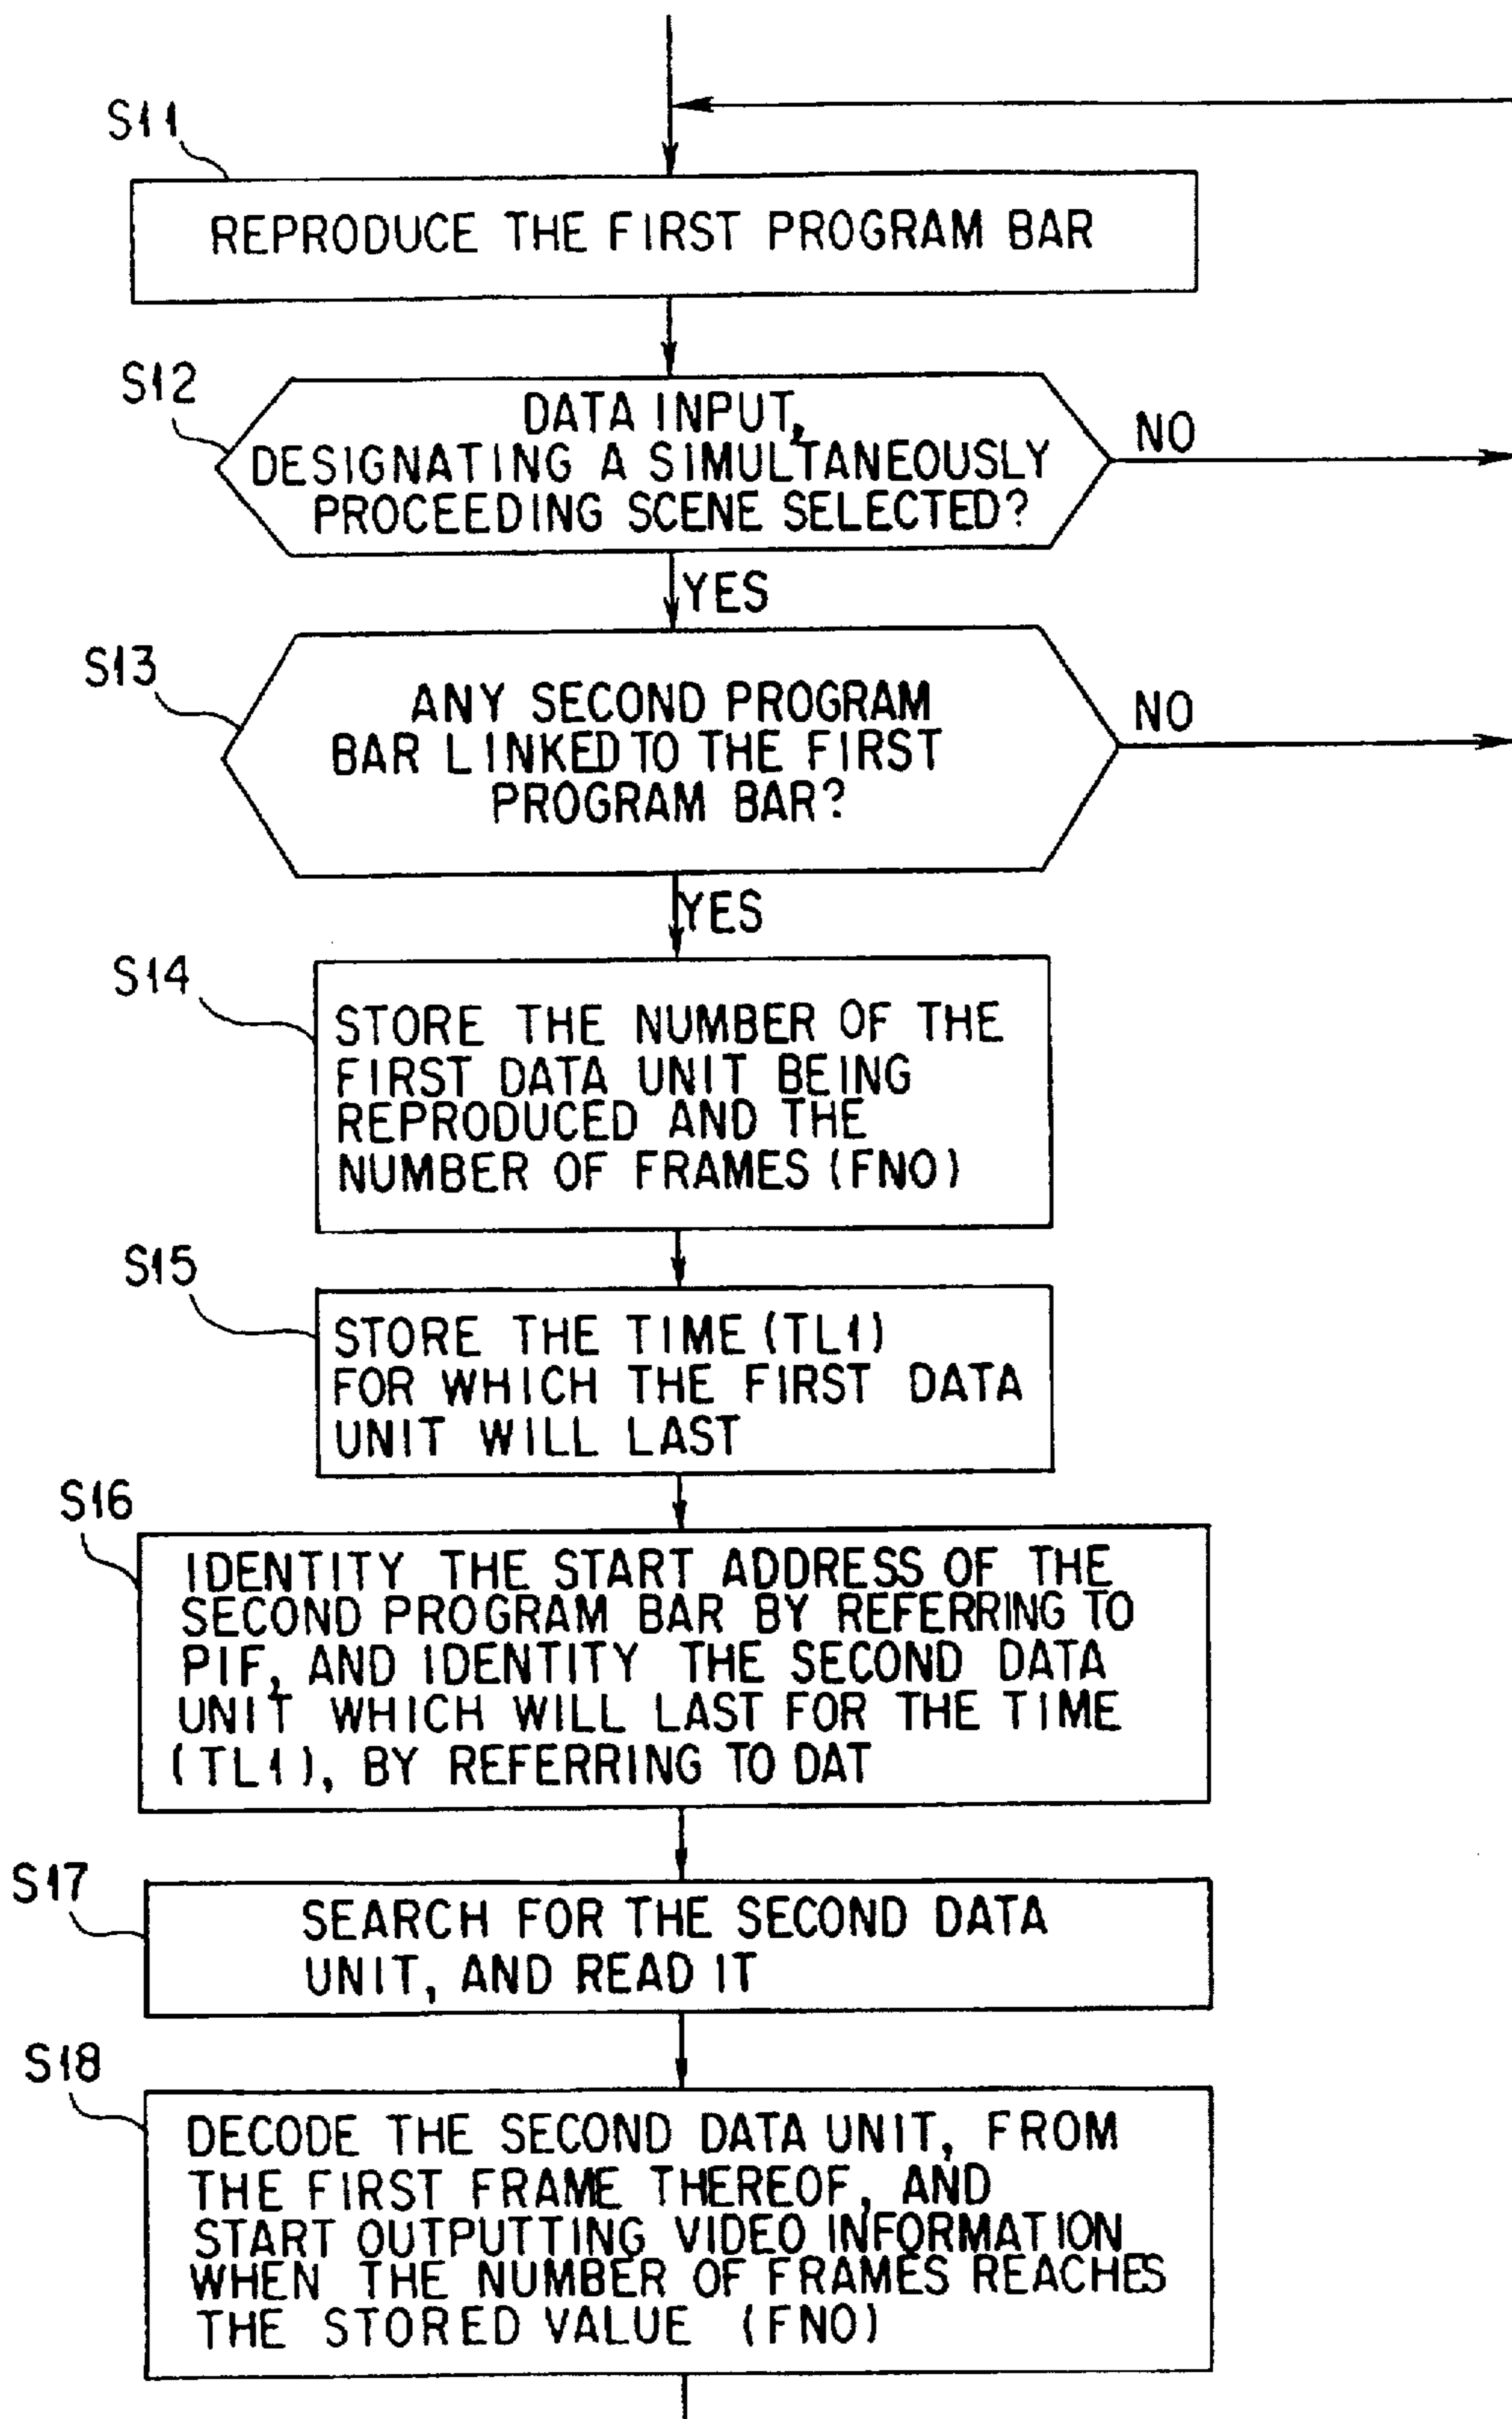 S11
REPRODUCE THE FIRST PROGRAM BAR
S12
DATA INPUT,
DESIGNATING A SIMULTANEOUSLY
PROCEEDING SCENE SELECTED?
NO
YES
S13
ANY SECOND PROGRAM
BAR LINKED TO THE FIRST
PROGRAM BAR?
NO
YES
S14
STORE THE NUMBER OF THE
FIRST DATA UNIT BEING
REPRODUCED AND THE
NUMBER OF FRAMES (FNO)
S15
STORE THE TIME (TL1)
FOR WHICH THE FIRST DATA
UNIT WILL LAST
S16
IDENTITY THE START ADDRESS OF THE
SECOND PROGRAM BAR BY REFERRING TO
PIF, AND IDENTITY THE SECOND DATA
UNIT WHICH WILL LAST FOR THE TIME
(TL1), BY REFERRING TO DAT
S17
SEARCH FOR THE SECOND DATA
UNIT, AND READ IT
S18
DECODE THE SECOND DATA UNIT, FROM
THE FIRST FRAME THEREOF, AND
START OUTPUTTING VIDEO INFORMATION
WHEN THE NUMBER OF FRAMES REACHES
THE STORED VALUE (FNO)